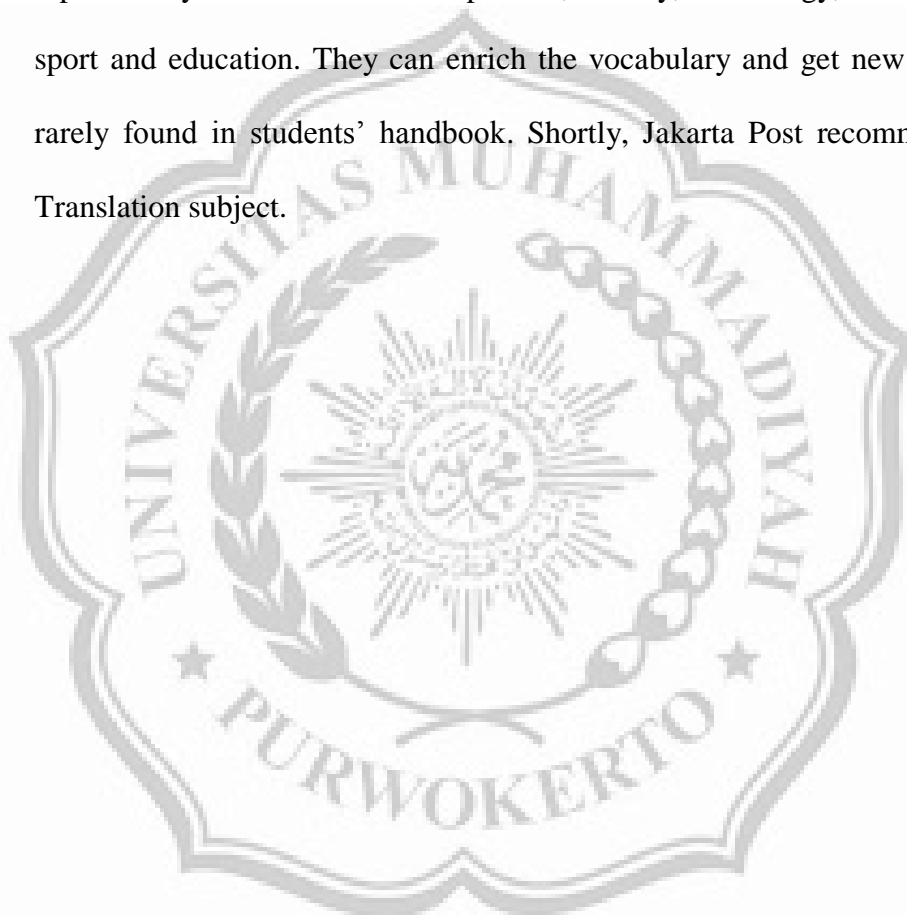 sport and education. They can enrich the vocabulary and get new
rarely found in students’ handbook. Shortly, Jakarta Post
Translation subject.
UNIVERSITAS MUHAMMADIYAH
PURWOKERTO